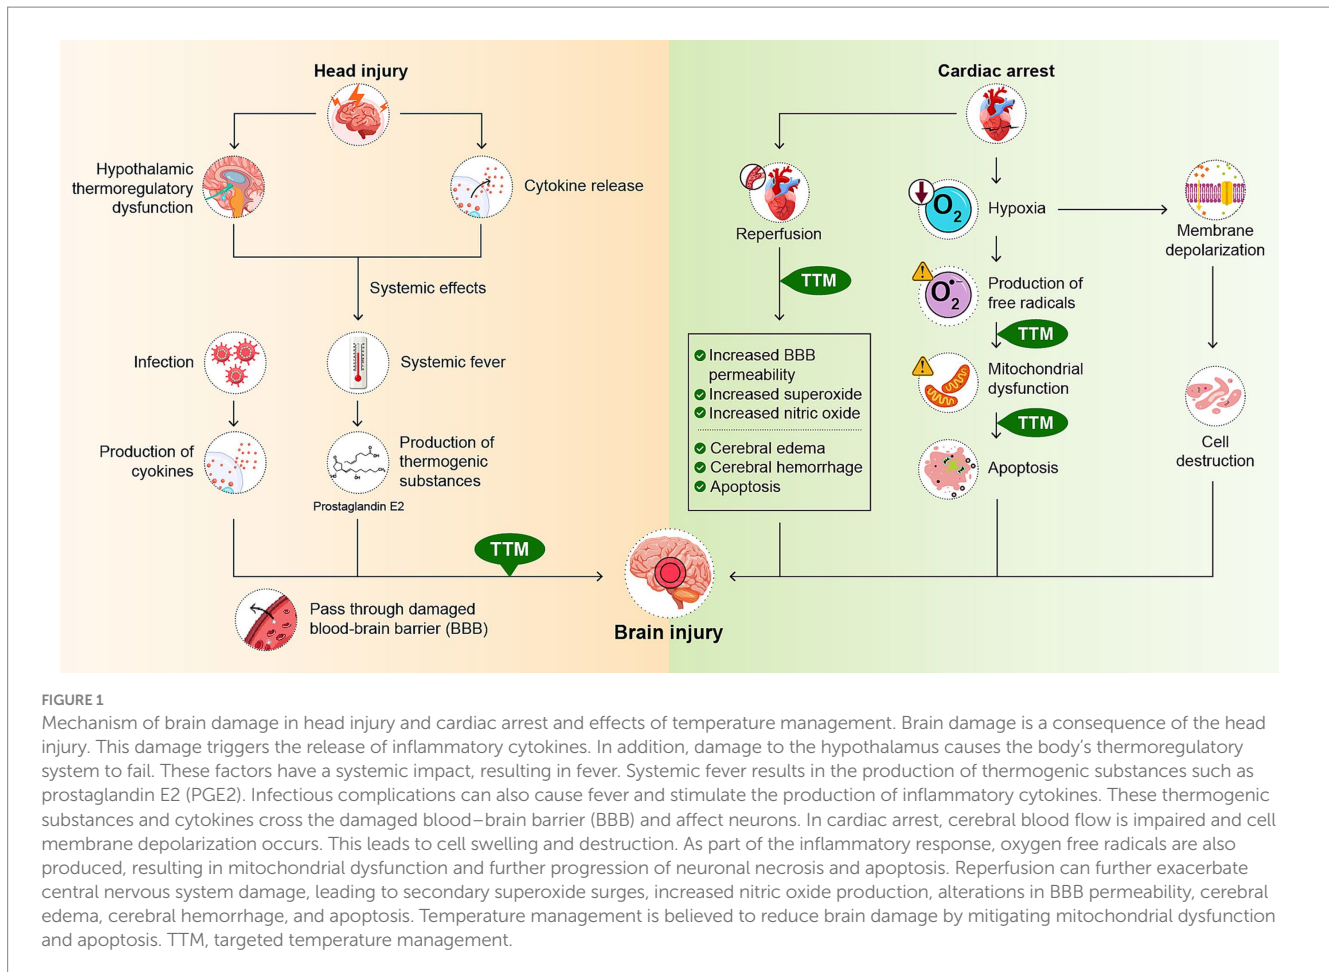 Head injury
Hypothalamic
thermoregulatory
dysfunction
Cytokine release
Systemic effects
Infection
Systemic fever
Production of
cyokines
Production of
thermogenic
substances
Prostaglandin E2
TTM
Pass through damaged
blood-brain barrier (BBB)
Brain injury
Cardiac arrest
Reperfusion
TTM
Increased BBB
permeability
Increased superoxide
Increased nitric oxide
Cerebral edema
Cerebral hemorrhage
Apoptosis
O2
Hypoxia
O2•−
Production of
free radicals
TTM
Mitochondrial
dysfunction
TTM
Apoptosis
Membrane
depolarization
Cell
destruction
FIGURE 1
Mechanism of brain damage in head injury and cardiac arrest and effects of temperature management. Brain damage is a consequence of the head
injury. This damage triggers the release of inflammatory cytokines. In addition, damage to the hypothalamus causes the body's thermoregulatory
system to fail. These factors have a systemic impact, resulting in fever. Systemic fever results in the production of thermogenic substances such as
prostaglandin E2 (PGE2). Infectious complications can also cause fever and stimulate the production of inflammatory cytokines. These thermogenic
substances and cytokines cross the damaged blood–brain barrier (BBB) and affect neurons. In cardiac arrest, cerebral blood flow is impaired and cell
membrane depolarization occurs. This leads to cell swelling and destruction. As part of the inflammatory response, oxygen free radicals are also
produced, resulting in mitochondrial dysfunction and further progression of neuronal necrosis and apoptosis. Reperfusion can further exacerbate
central nervous system damage, leading to secondary superoxide surges, increased nitric oxide production, alterations in BBB permeability, cerebral
edema, cerebral hemorrhage, and apoptosis. Temperature management is believed to reduce brain damage by mitigating mitochondrial dysfunction
and apoptosis. TTM, targeted temperature management.